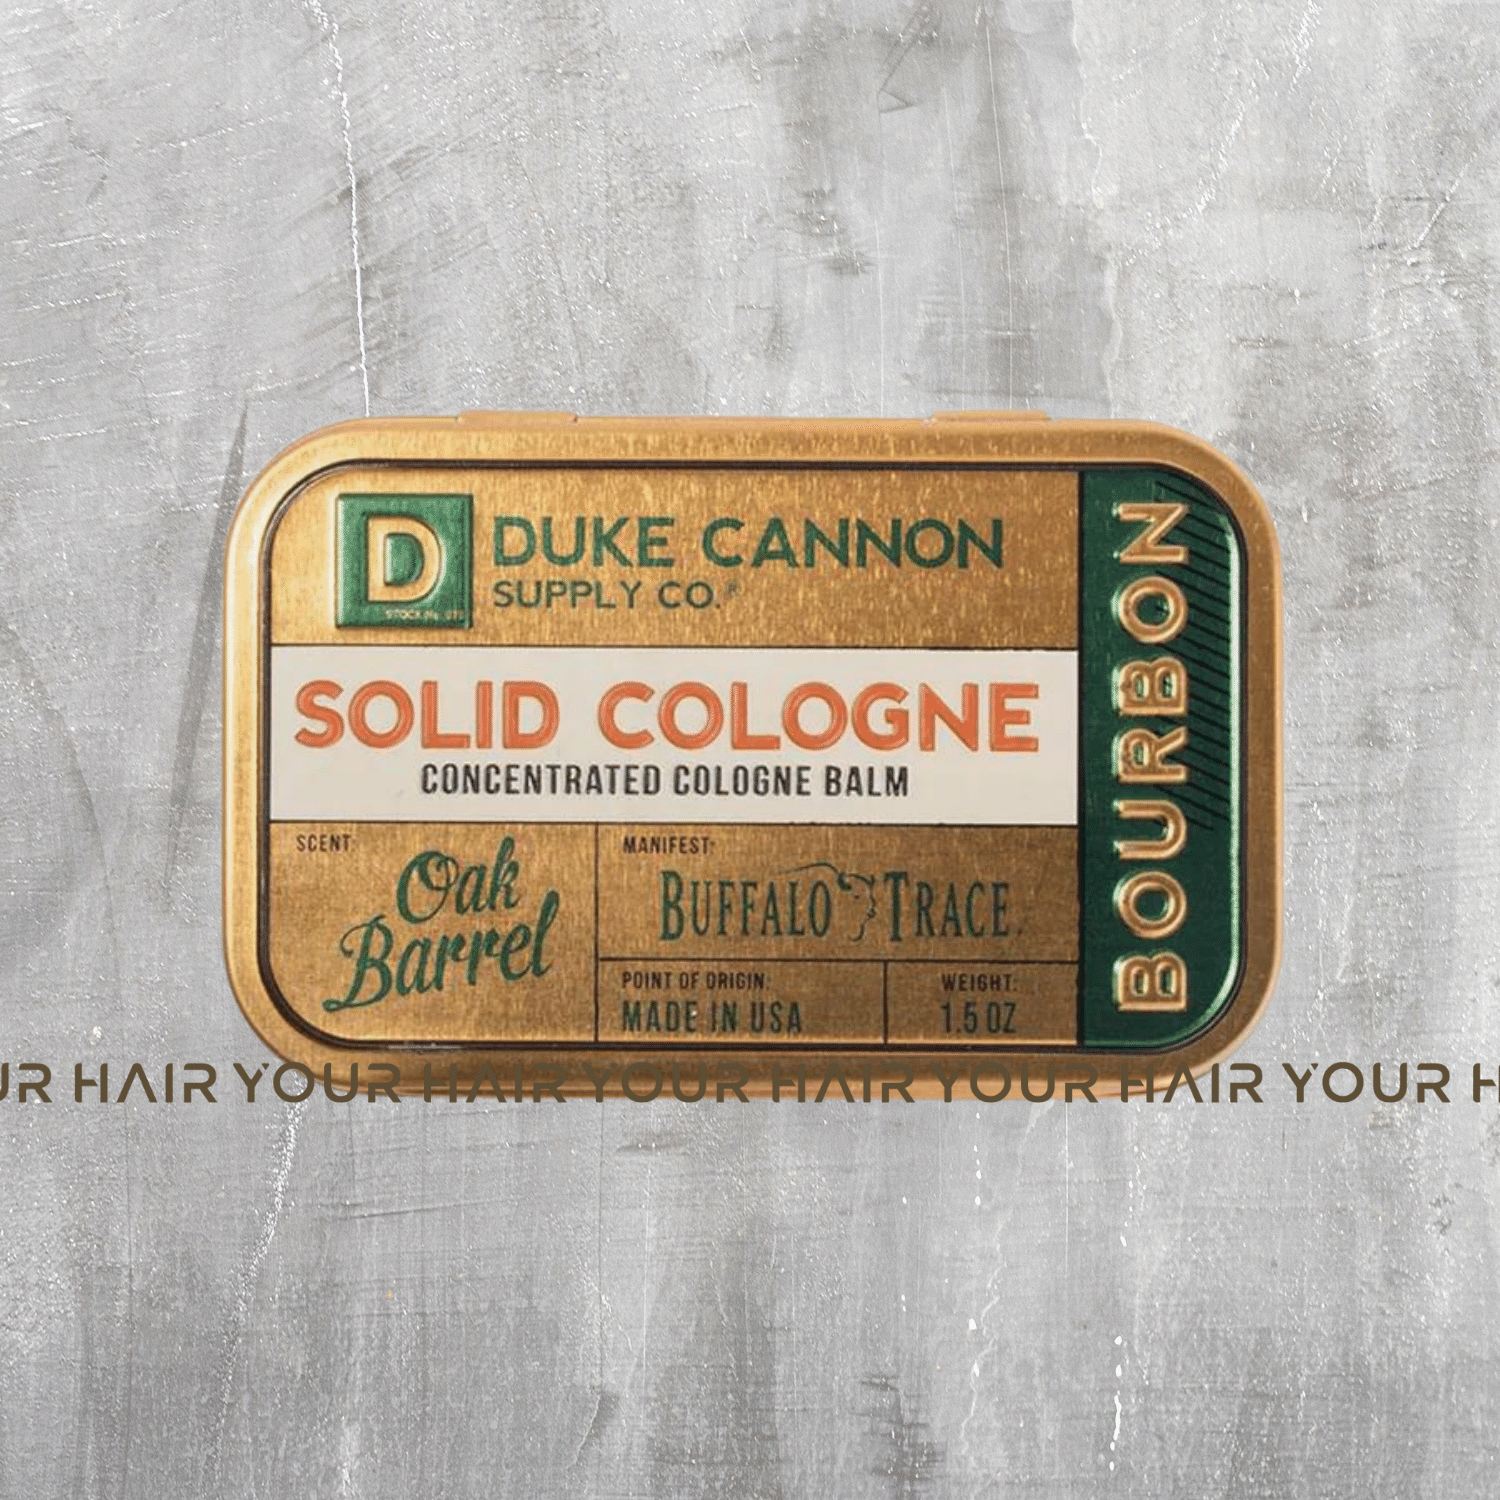 D
DUKE CANNON
SUPPLY CO.®
SOLID COLOGNE
CONCENTRATED COLOGNE BALM
SCENT:
Oak
Barrel
MANIFEST:
BUFFALO TRACE
POINT OF ORIGIN:
MADE IN USA
WEIGHT:
1.5 OZ
BOURBON
HAIR YOUR HAIR YOUR HAIR YOUR HAIR YOUR